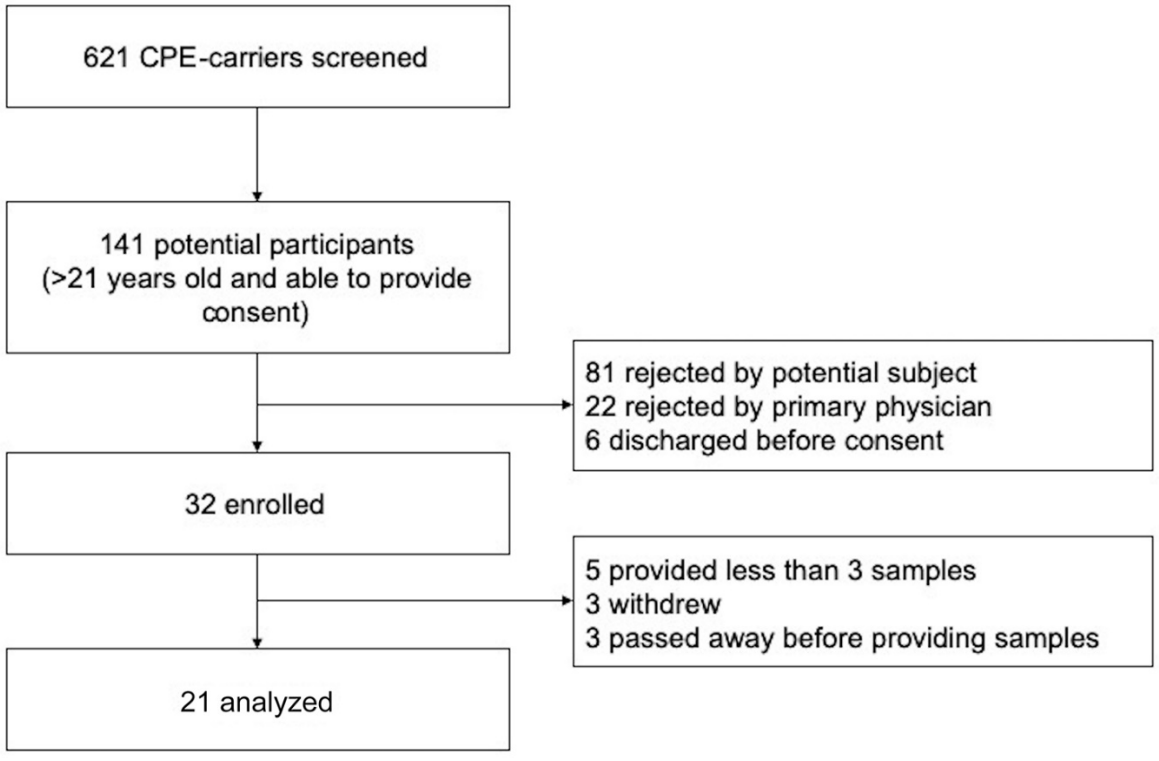 621 CPE-carriers screened
141 potential participants
(>21 years old and able to provide
consent)
81 rejected by potential subject
22 rejected by primary physician
6 discharged before consent
32 enrolled
5 provided less than 3 samples
3 withdrew
3 passed away before providing samples
21 analyzed